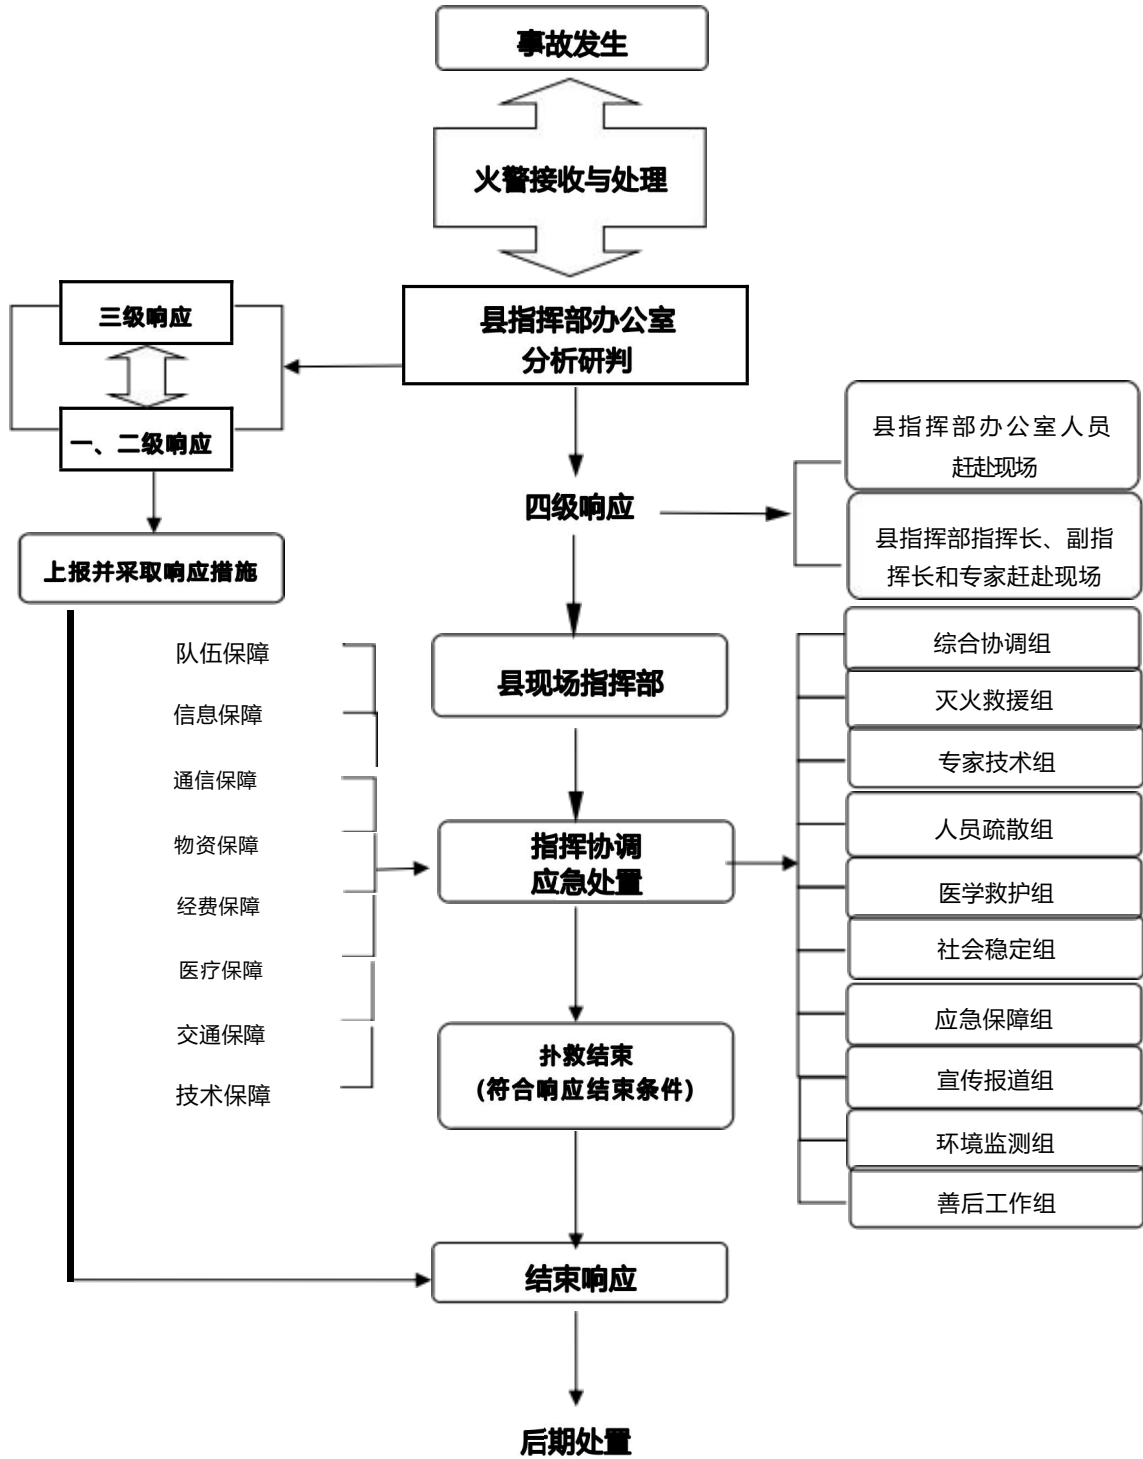 事故发生
火警接收与处理
县指挥部办公室
分析研判
三级响应
一、二级响应
上报并采取响应措施
四级响应
县指挥部办公室人员
赶赴现场
县指挥部指挥长、副指
挥长和专家赶赴现场
县现场指挥部
队伍保障
信息保障
通信保障
物资保障
经费保障
医疗保障
交通保障
技术保障
指挥协调
应急处置
综合协调组
灭火救援组
专家技术组
人员疏散组
医学救护组
社会稳定组
应急保障组
宣传报道组
环境监测组
善后工作组
扑救结束
(符合响应结束条件)
结束响应
后期处置